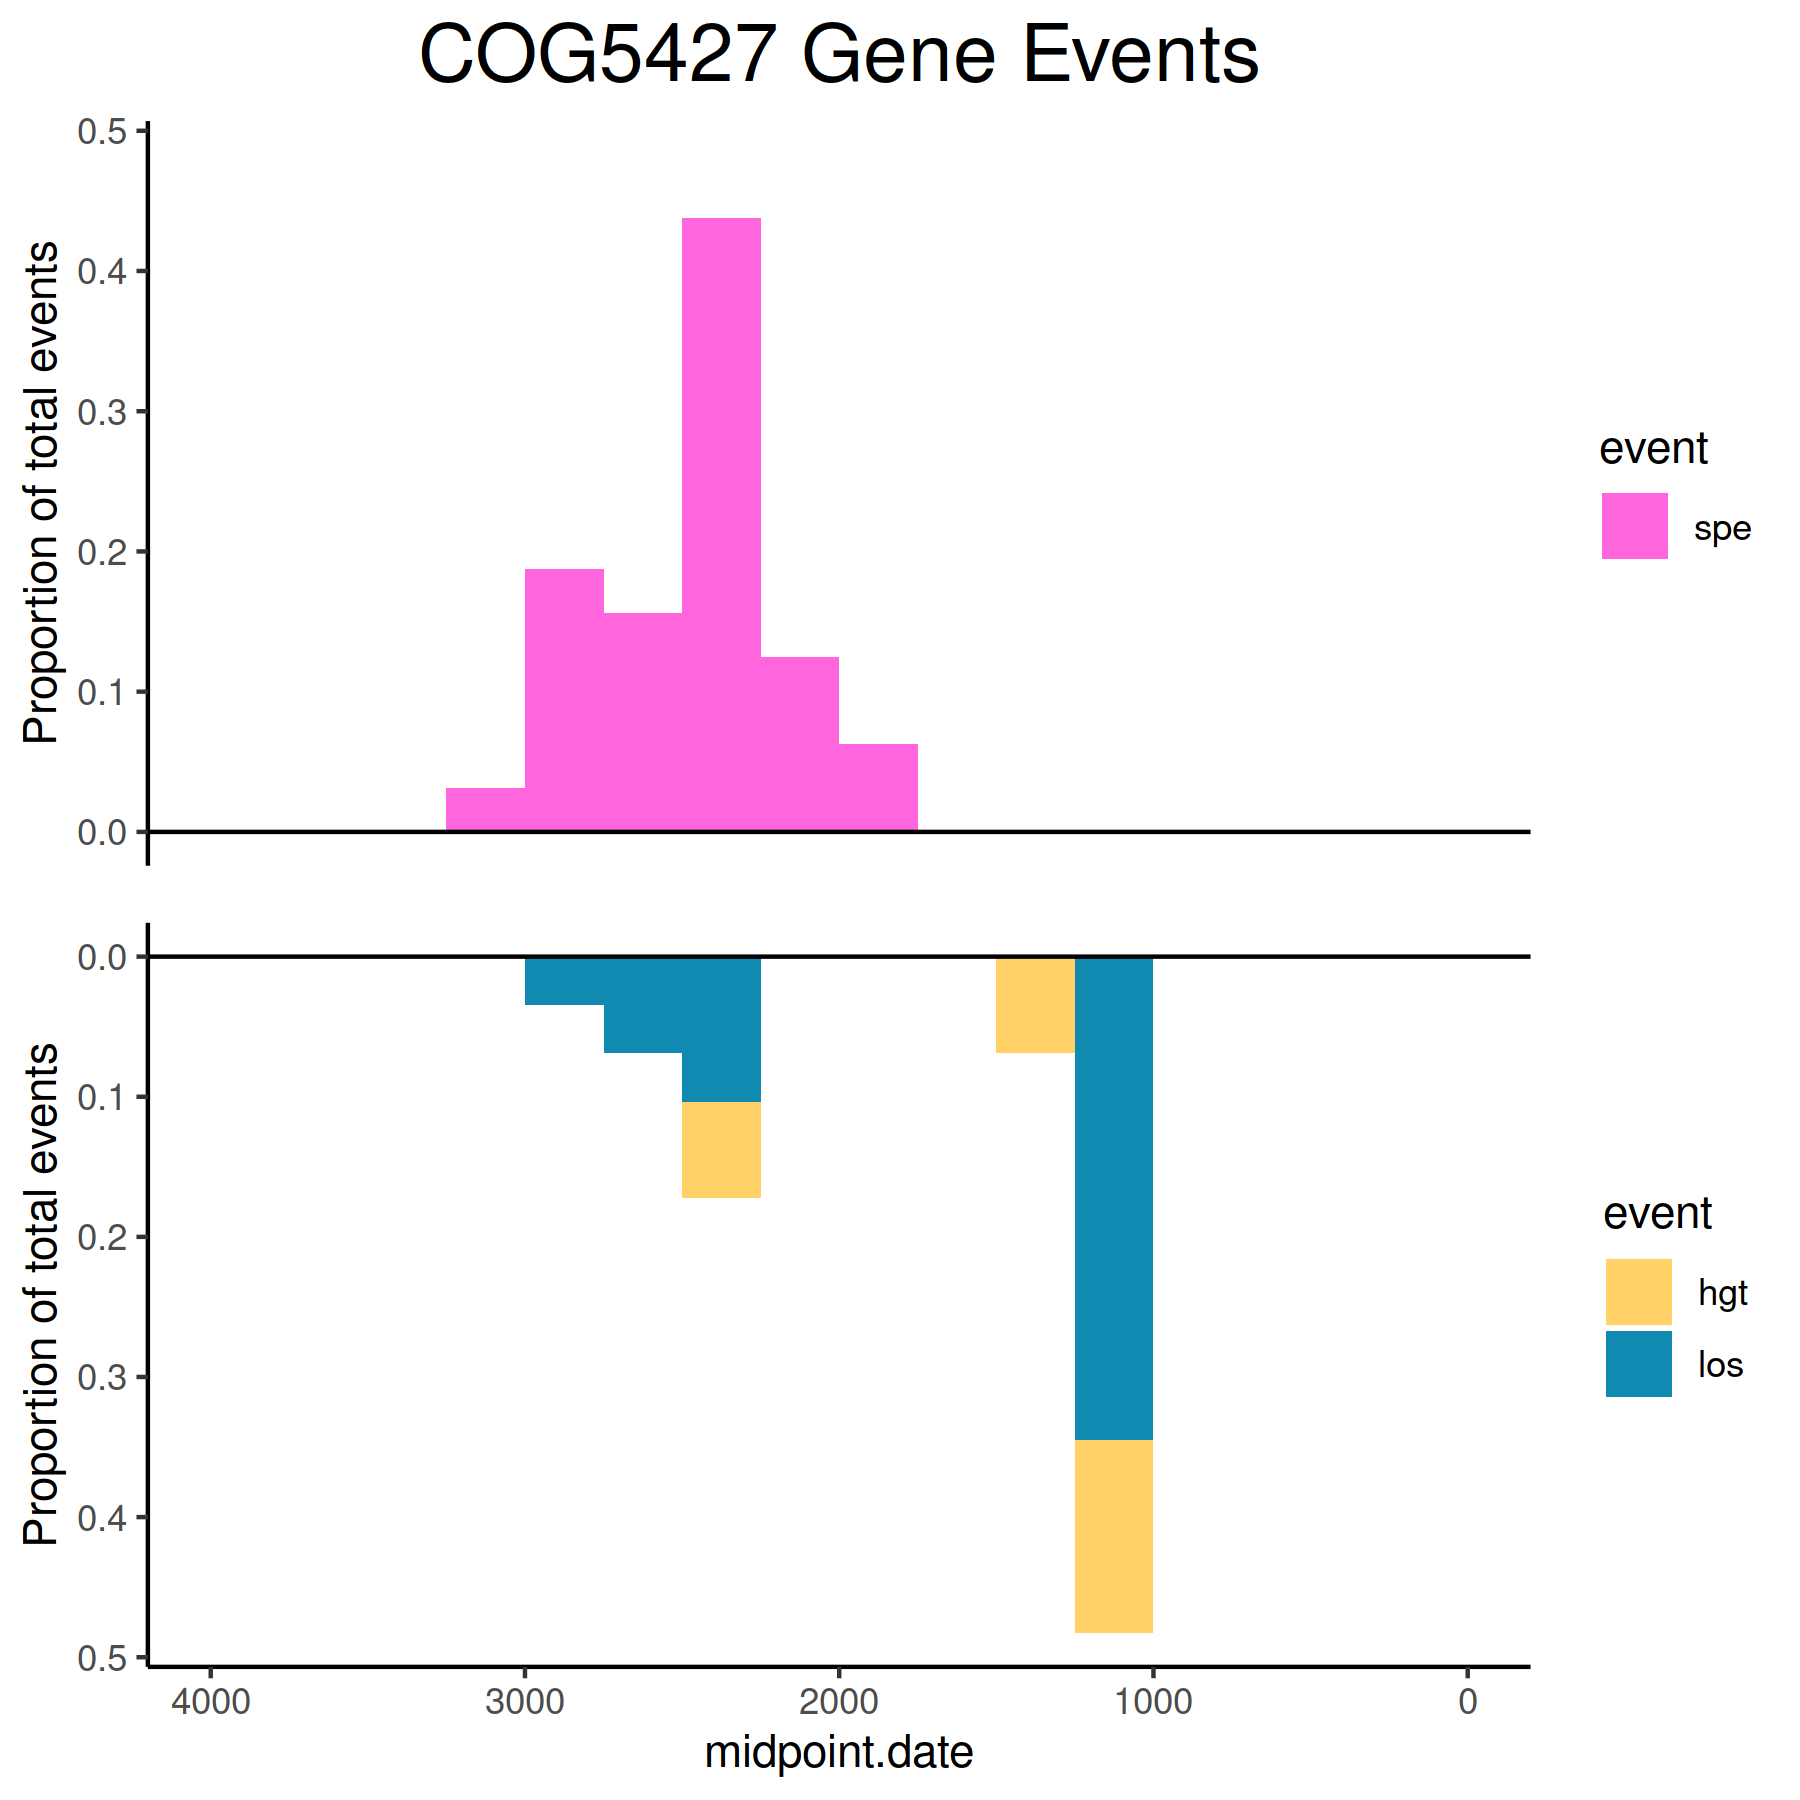 COG5427 Gene Events
Proportion of total events
0.5
0.4
0.3
0.2
0.1
0.0
event
spe
Proportion of total events
0.0
0.1
0.2
0.3
0.4
0.5
event
hgt
los
4000 3000 2000 1000 0
midpoint.date